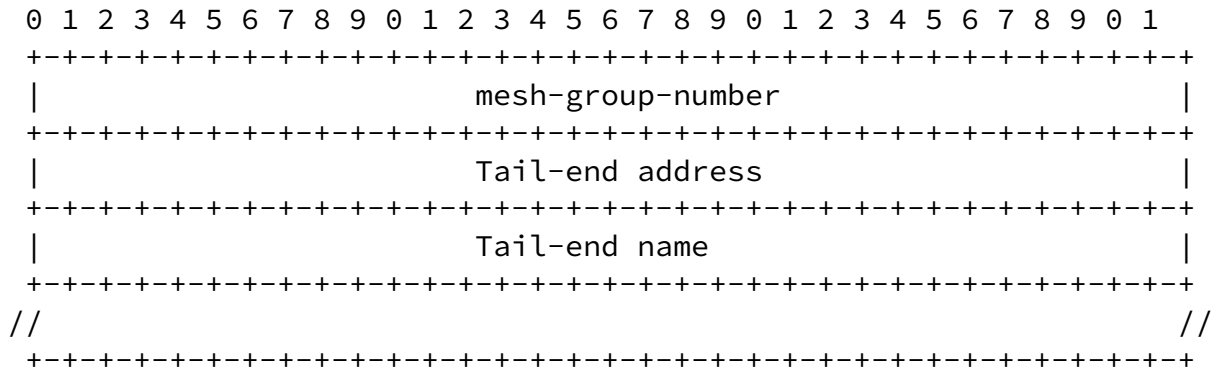 0 1 2 3 4 5 6 7 8 9 0 1 2 3 4 5 6 7 8 9 0 1 2 3 4 5 6 7 8 9 0 1
+-+-+-+-+-+-+-+-+-+-+-+-+-+-+-+-+-+-+-+-+-+-+-+-+-+-+-+-+-+-+-+-+
| mesh-group-number |
+-+-+-+-+-+-+-+-+-+-+-+-+-+-+-+-+-+-+-+-+-+-+-+-+-+-+-+-+-+-+-+-+
| Tail-end address |
+-+-+-+-+-+-+-+-+-+-+-+-+-+-+-+-+-+-+-+-+-+-+-+-+-+-+-+-+-+-+-+-+
| Tail-end name |
+-+-+-+-+-+-+-+-+-+-+-+-+-+-+-+-+-+-+-+-+-+-+-+-+-+-+-+-+-+-+-+-+
// //
+-+-+-+-+-+-+-+-+-+-+-+-+-+-+-+-+-+-+-+-+-+-+-+-+-+-+-+-+-+-+-+-+